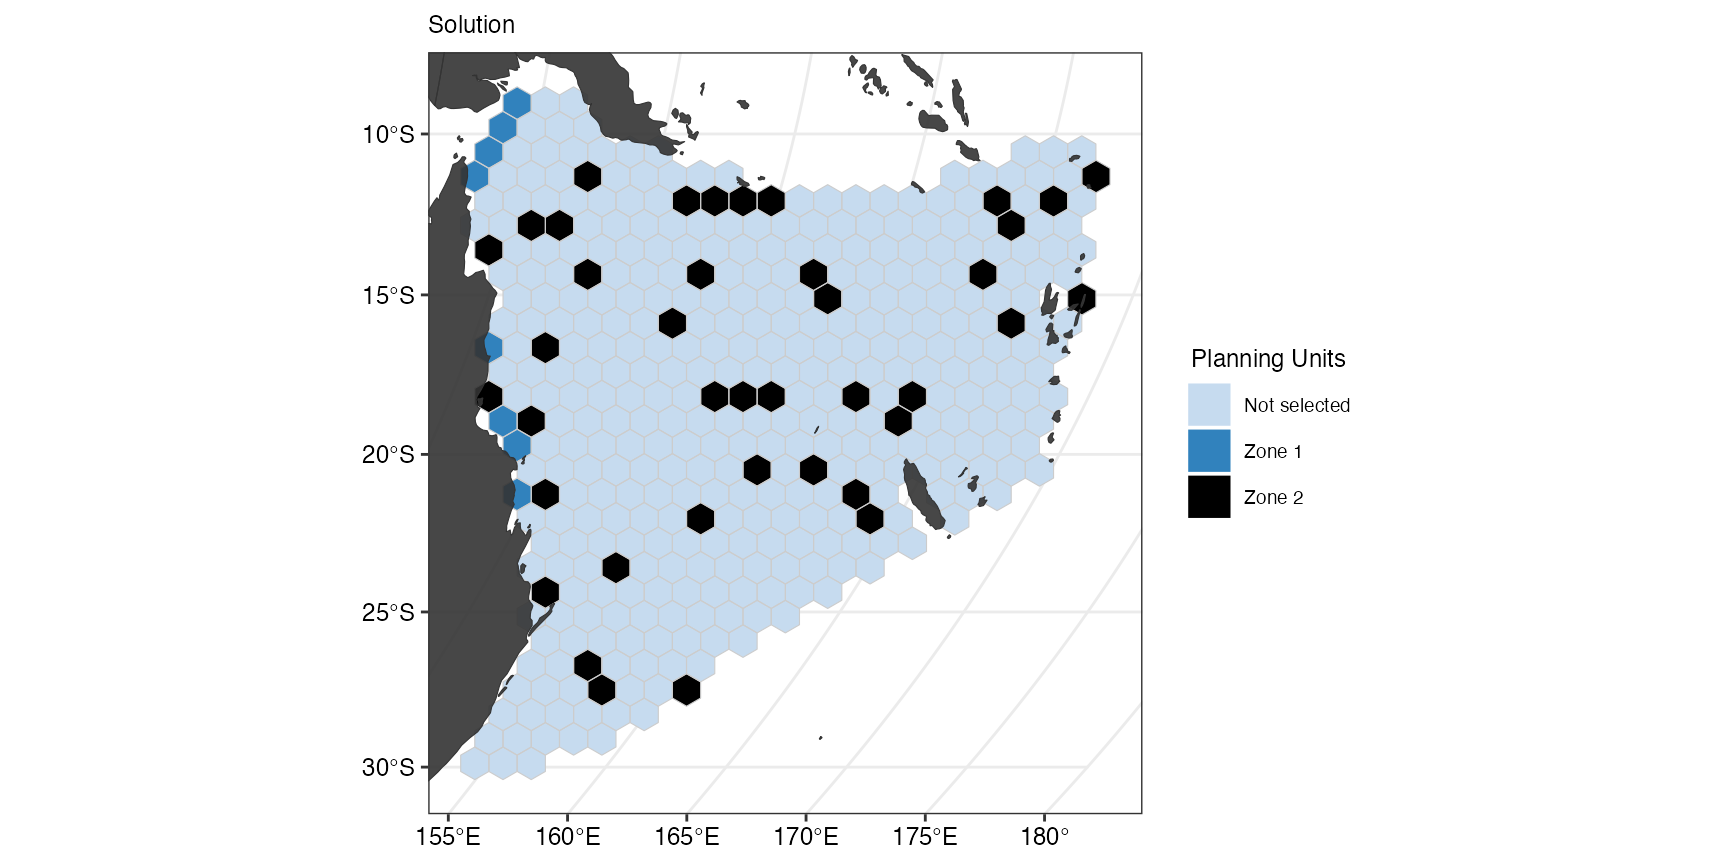 Solution
10°S
15°S
20°S
25°S
30°S
155°E 160°E 165°E 170°E 175°E 180°
Planning Units
Not selected
Zone 1
Zone 2